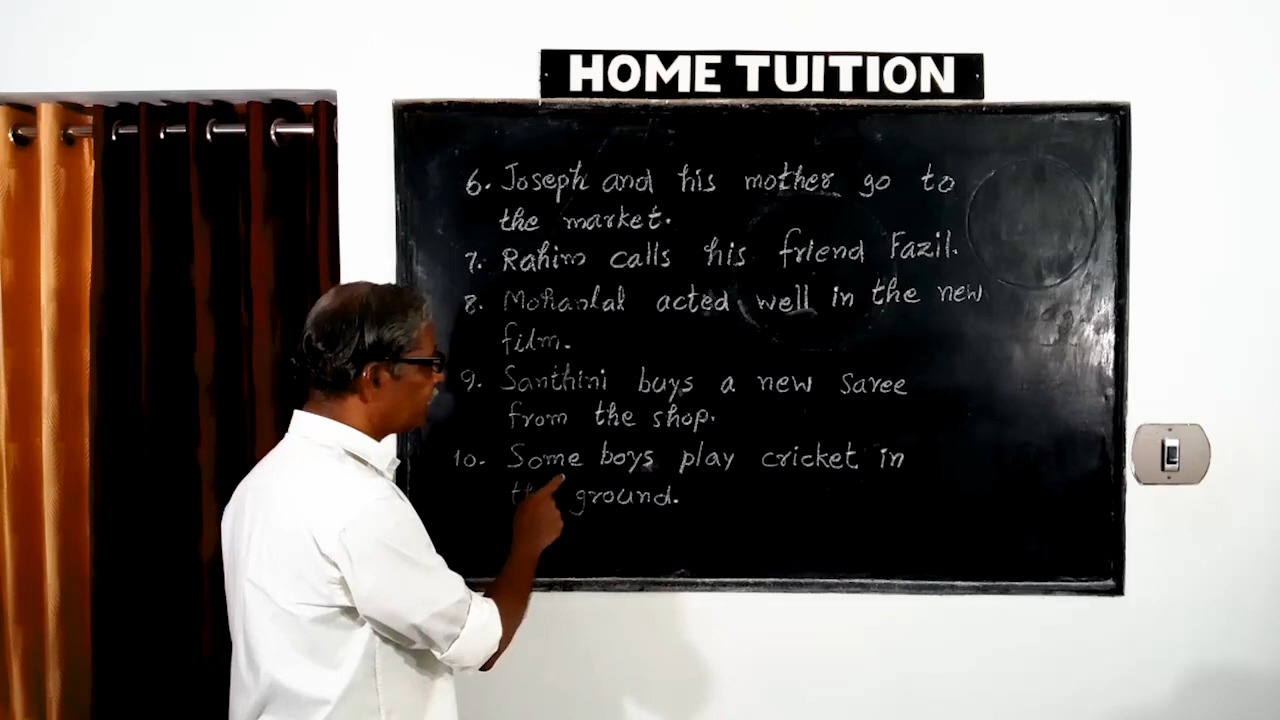 HOME TUITION
6. Joseph and his mother go to
the market.
7. Rahim calls his friend Fazil.
8. Mohanlal acted well in the new
film.
9. Santhini buys a new saree
from the shop.
10. Some boys play cricket in
ground.